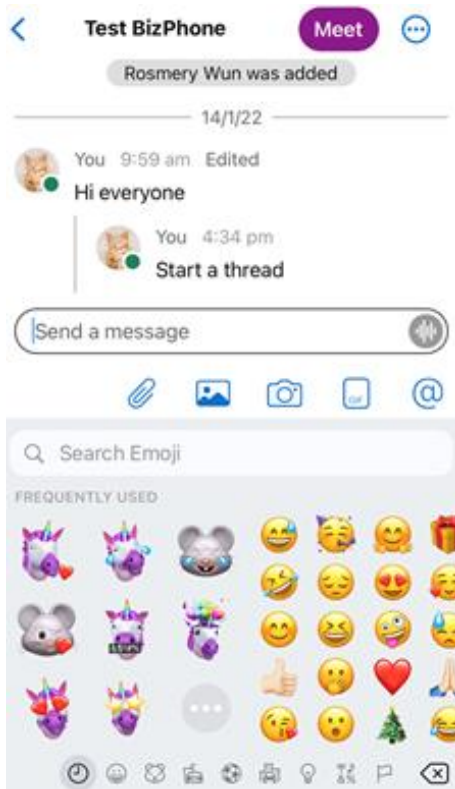 Test BizPhone
Meet
Rosmery Wun was added
14/1/22
You 9:59 am Edited
Hi everyone
You 4:34 pm
Start a thread
Send a message
GIF
@
Search Emoji
FREQUENTLY USED